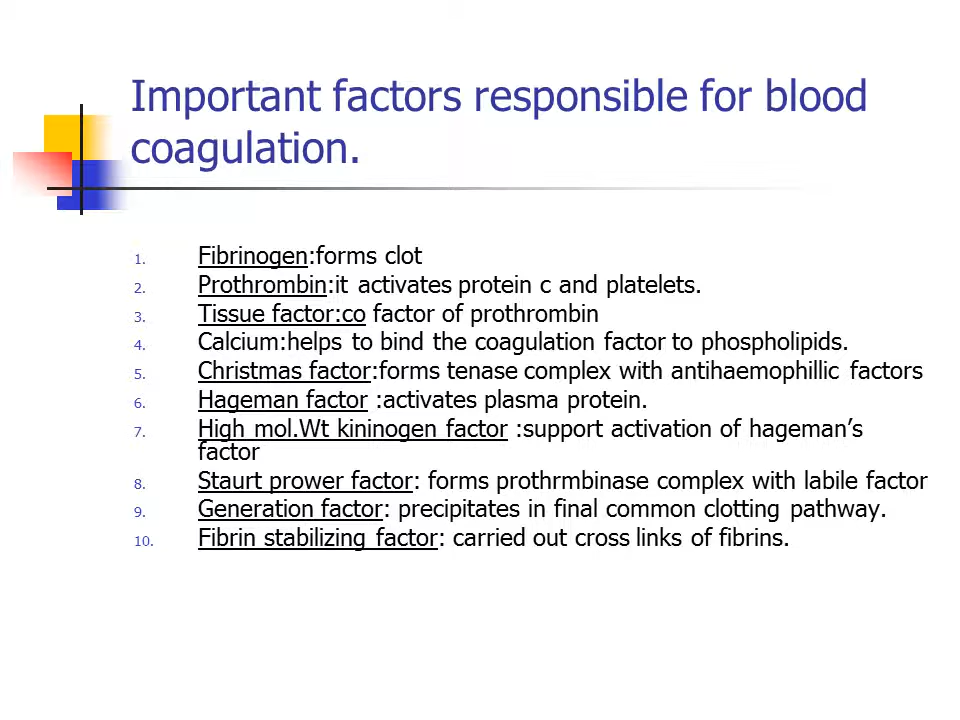 Important factors responsible for blood
coagulation.
1. Fibrinogen:forms clot
2. Prothrombin:it activates protein c and platelets.
3. Tissue factor:co factor of prothrombin
4. Calcium:helps to bind the coagulation factor to phospholipids.
5. Christmas factor:forms tenase complex with antihaemophillic factors
6. Hageman factor :activates plasma protein.
7. High mol.Wt kininogen factor :support activation of hageman’s
factor
8. Staurt prower factor: forms prothrmbinase complex with labile factor
9. Generation factor: precipitates in final common clotting pathway.
10. Fibrin stabilizing factor: carried out cross links of fibrins.